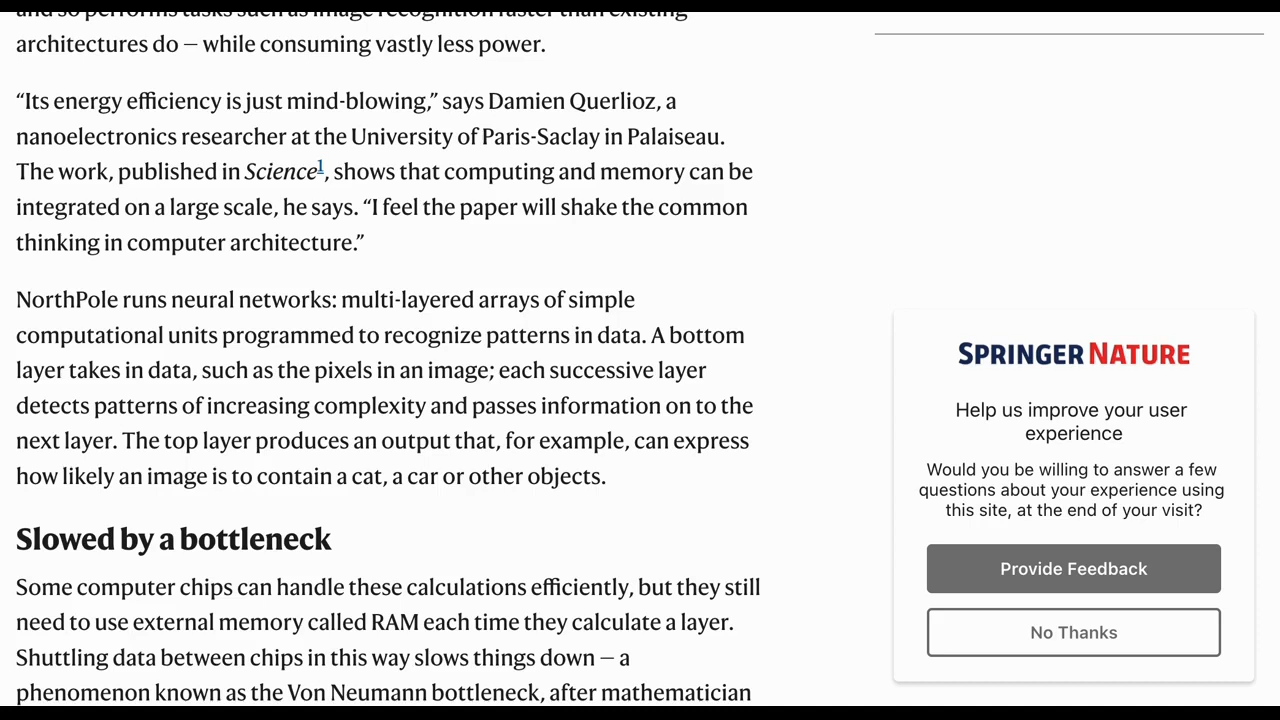 and so performs tasks such as image recognition faster than existing
architectures do — while consuming vastly less power.
“Its energy efficiency is just mind-blowing,” says Damien Querlioz, a
nanoelectronics researcher at the University of Paris-Saclay in Palaiseau.
The work, published in Science1, shows that computing and memory can be
integrated on a large scale, he says. “I feel the paper will shake the common
thinking in computer architecture.”
NorthPole runs neural networks: multi-layered arrays of simple
computational units programmed to recognize patterns in data. A bottom
layer takes in data, such as the pixels in an image; each successive layer
detects patterns of increasing complexity and passes information on to the
next layer. The top layer produces an output that, for example, can express
how likely an image is to contain a cat, a car or other objects.
Slowed by a bottleneck
Some computer chips can handle these calculations efficiently, but they still
need to use external memory called RAM each time they calculate a layer.
Shuttling data between chips in this way slows things down — a
phenomenon known as the Von Neumann bottleneck, after mathematician
SPRINGER NATURE
Help us improve your user
experience
Would you be willing to answer a few
questions about your experience using
this site, at the end of your visit?
Provide Feedback
No Thanks